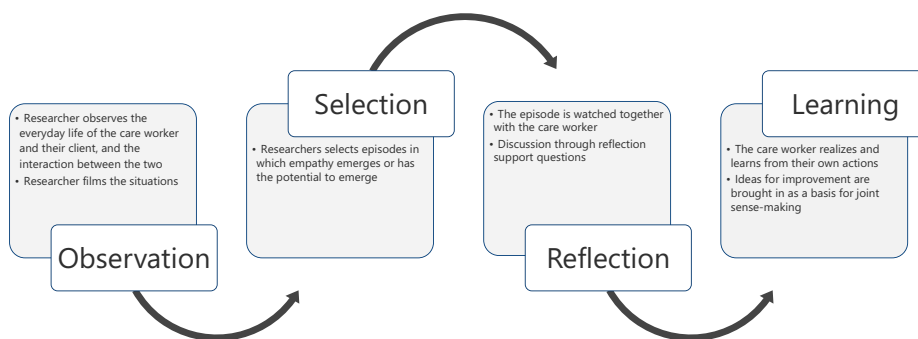 • Researcher observes the
everyday life of the care worker
and their client, and the
interaction between the two
• Researcher films the situations
Observation
Selection
• Researchers selects episodes in
which empathy emerges or has
the potential to emerge
• The episode is watched together
with the care worker
• Discussion through reflection
support questions
Reflection
Learning
• The care worker realizes and
learns from their own actions
• Ideas for improvement are
brought in as a basis for joint
sense-making